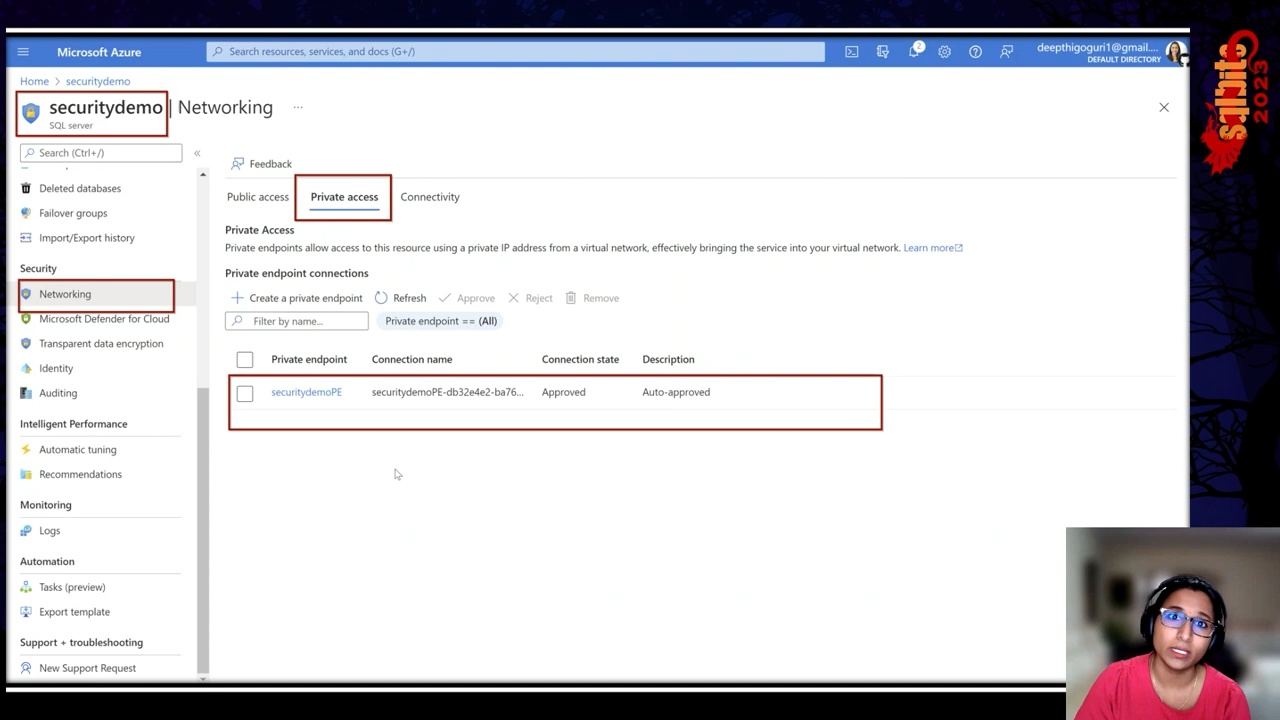 Microsoft Azure
Search resources, services, and docs (G+/)
2
deepthigoguri1@gmail....
DEFAULT DIRECTORY
sqlbits
2023
Home > securitydemo
securitydemo | Networking ...
SQL server
Search (Ctrl+/)
Deleted databases
Failover groups
Import/Export history
Security
Networking
Microsoft Defender for Cloud
Transparent data encryption
Identity
Auditing
Intelligent Performance
Automatic tuning
Recommendations
Monitoring
Logs
Automation
Tasks (preview)
Export template
Support + troubleshooting
New Support Request
Feedback
Public access Private access Connectivity
Private Access
Private endpoints allow access to this resource using a private IP address from a virtual network, effectively bringing the service into your virtual network. Learn more
Private endpoint connections
Create a private endpoint Refresh Approve Reject Remove
Filter by name... Private endpoint == (All)
Private endpoint Connection name Connection state Description
securitydemoPE securitydemoPE-db32e4e2-ba76... Approved Auto-approved